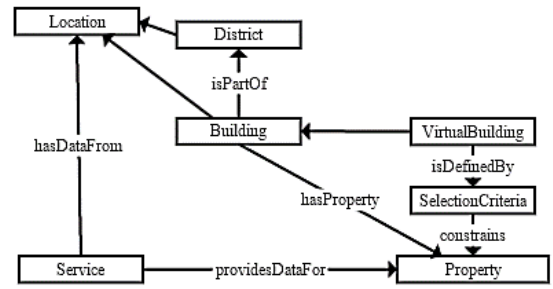 Location
District
isPartOf
Building
VirtualBuilding
hasDataFrom
isDefinedBy
hasProperty
SelectionCriteria
constrains
Service
providesDataFor
Property